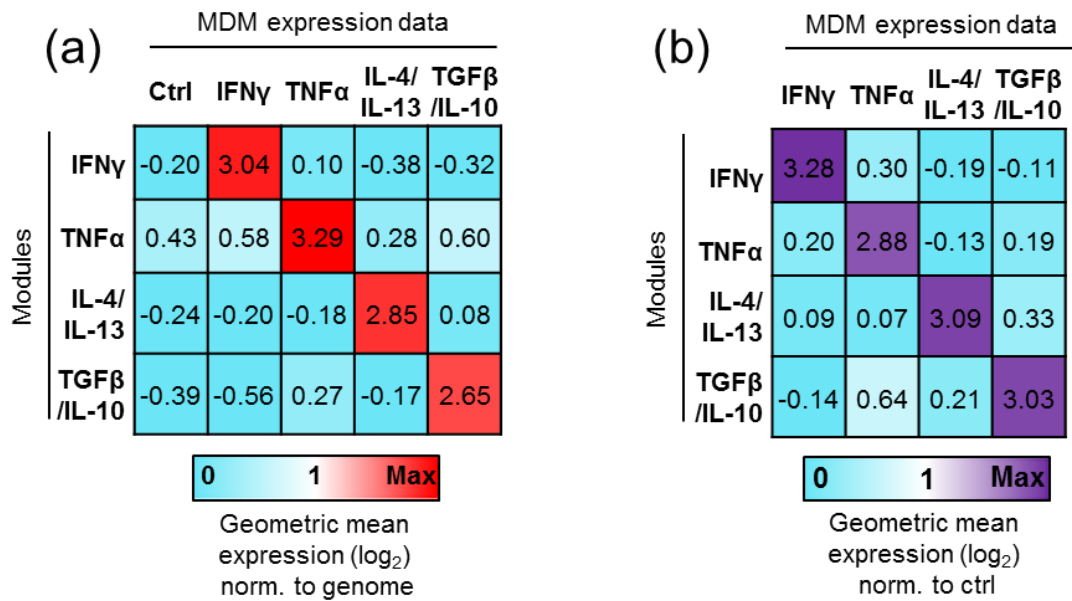 (a)
MDM expression data
Ctrl IFNγ TNFα IL-4/ IL-13 TGFβ /IL-10
Modules
IFNγ -0.20 3.04 0.10 -0.38 -0.32
TNFα 0.43 0.58 3.29 0.28 0.60
IL-4/ IL-13 -0.24 -0.20 -0.18 2.85 0.08
TGFβ /IL-10 -0.39 -0.56 0.27 -0.17 2.65
0 1 Max
Geometric mean
expression (log₂)
norm. to genome
(b)
MDM expression data
IFNγ TNFα IL-4/ IL-13 TGFβ /IL-10
Modules
IFNγ 3.28 0.30 -0.19 -0.11
TNFα 0.20 2.88 -0.13 0.19
IL-4/ IL-13 0.09 0.07 3.09 0.33
TGFβ /IL-10 -0.14 0.64 0.21 3.03
0 1 Max
Geometric mean
expression (log₂)
norm. to ctrl